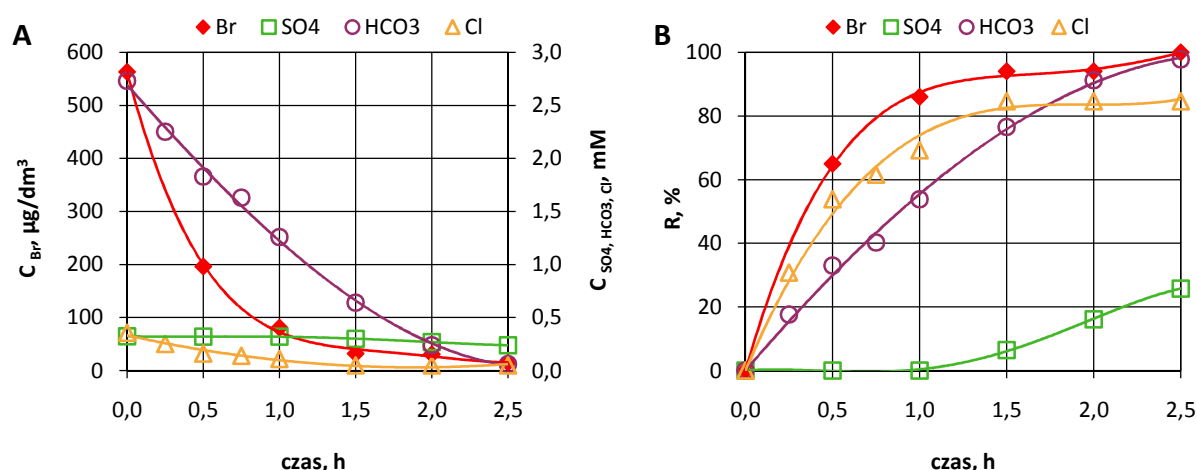 A
Br SO4 HCO3 Cl
600
500
400
300
200
100
0
3,0
2,5
2,0
1,5
1,0
0,5
0,0
0,0 0,5 1,0 1,5 2,0 2,5
C Br, µg/dm³
C SO4, HCO3, Cl, mM
czas, h
B
Br SO4 HCO3 Cl
100
80
60
40
20
0
0,0 0,5 1,0 1,5 2,0 2,5
R, %
czas, h